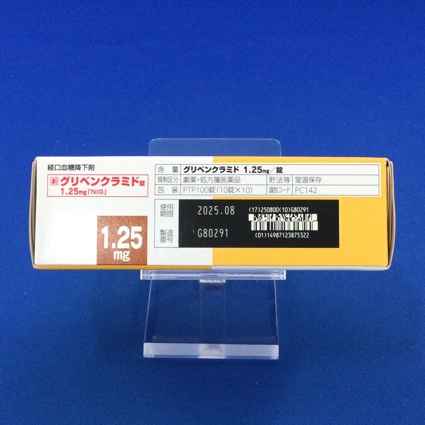 経口血糖降下剤
劇 グリベンクラミド錠
1.25mg「NIG」
1.25
mg
含 量 グリベンクラミド 1.25mg/錠
規制区分 劇薬・処方箋医薬品 貯法等 室温保存
包 装 PTP100錠(10錠×10) 識別コード PC142
使用
期限 2025.08
製造
番号 G80291
(17)250800(10)G80291
(01)14987123875322